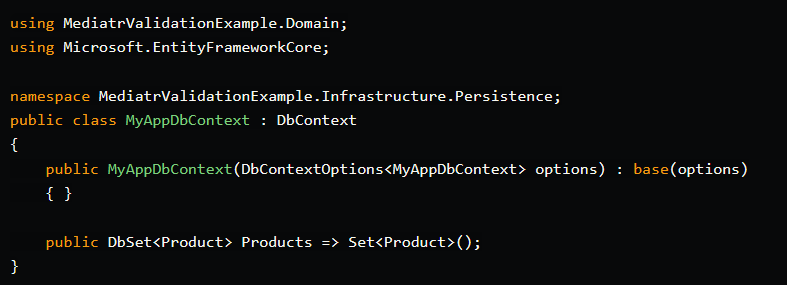 using MediatrValidationExample.Domain;
using Microsoft.EntityFrameworkCore;

namespace MediatrValidationExample.Infrastructure.Persistence;
public class MyAppDbContext : DbContext
{
    public MyAppDbContext(DbContextOptions<MyAppDbContext> options) : base(options)
    { }

    public DbSet<Product> Products => Set<Product>();
}